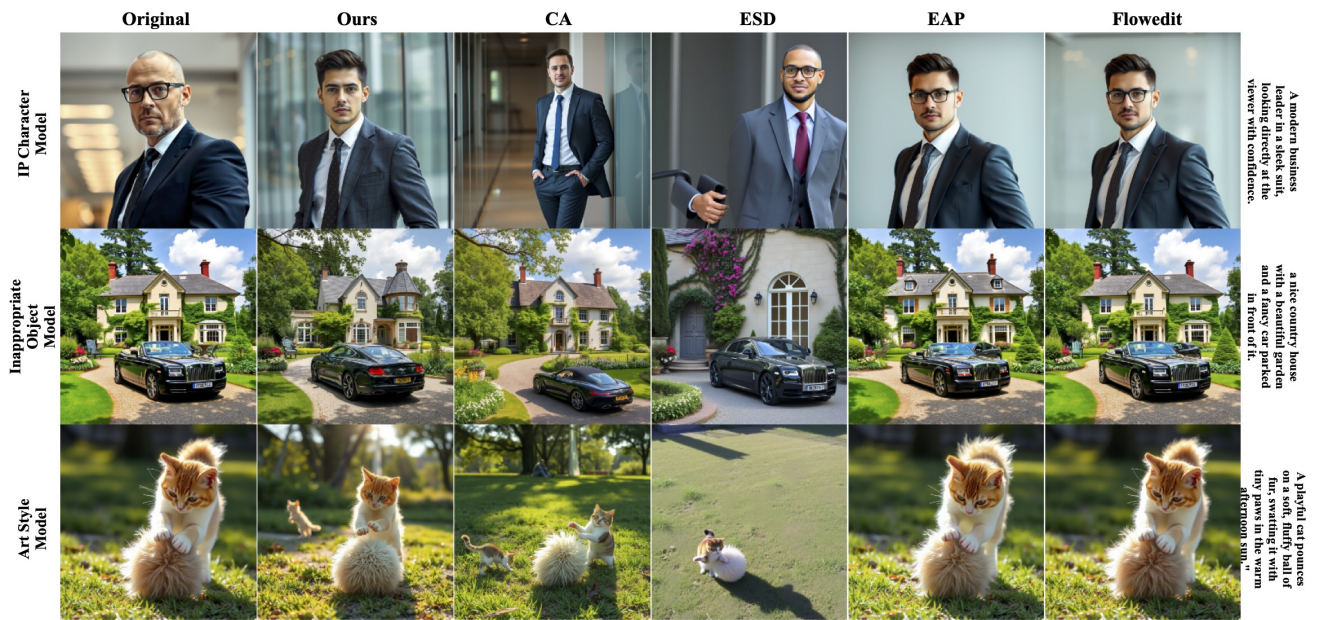 Original Ours CA ESD EAP Flowedit
IP Character
Model
A modern business
leader in a sleek suit,
looking directly at the
viewer with confidence.
Inappropriate
Object
Model
a nice country house
with a beautiful garden
and a fancy car parked
in front of it.
Art Style
Model
A playful cat pounces
on a soft, fluffy ball of
fur, swatting it with
tiny paws in the warm
afternoon sun."